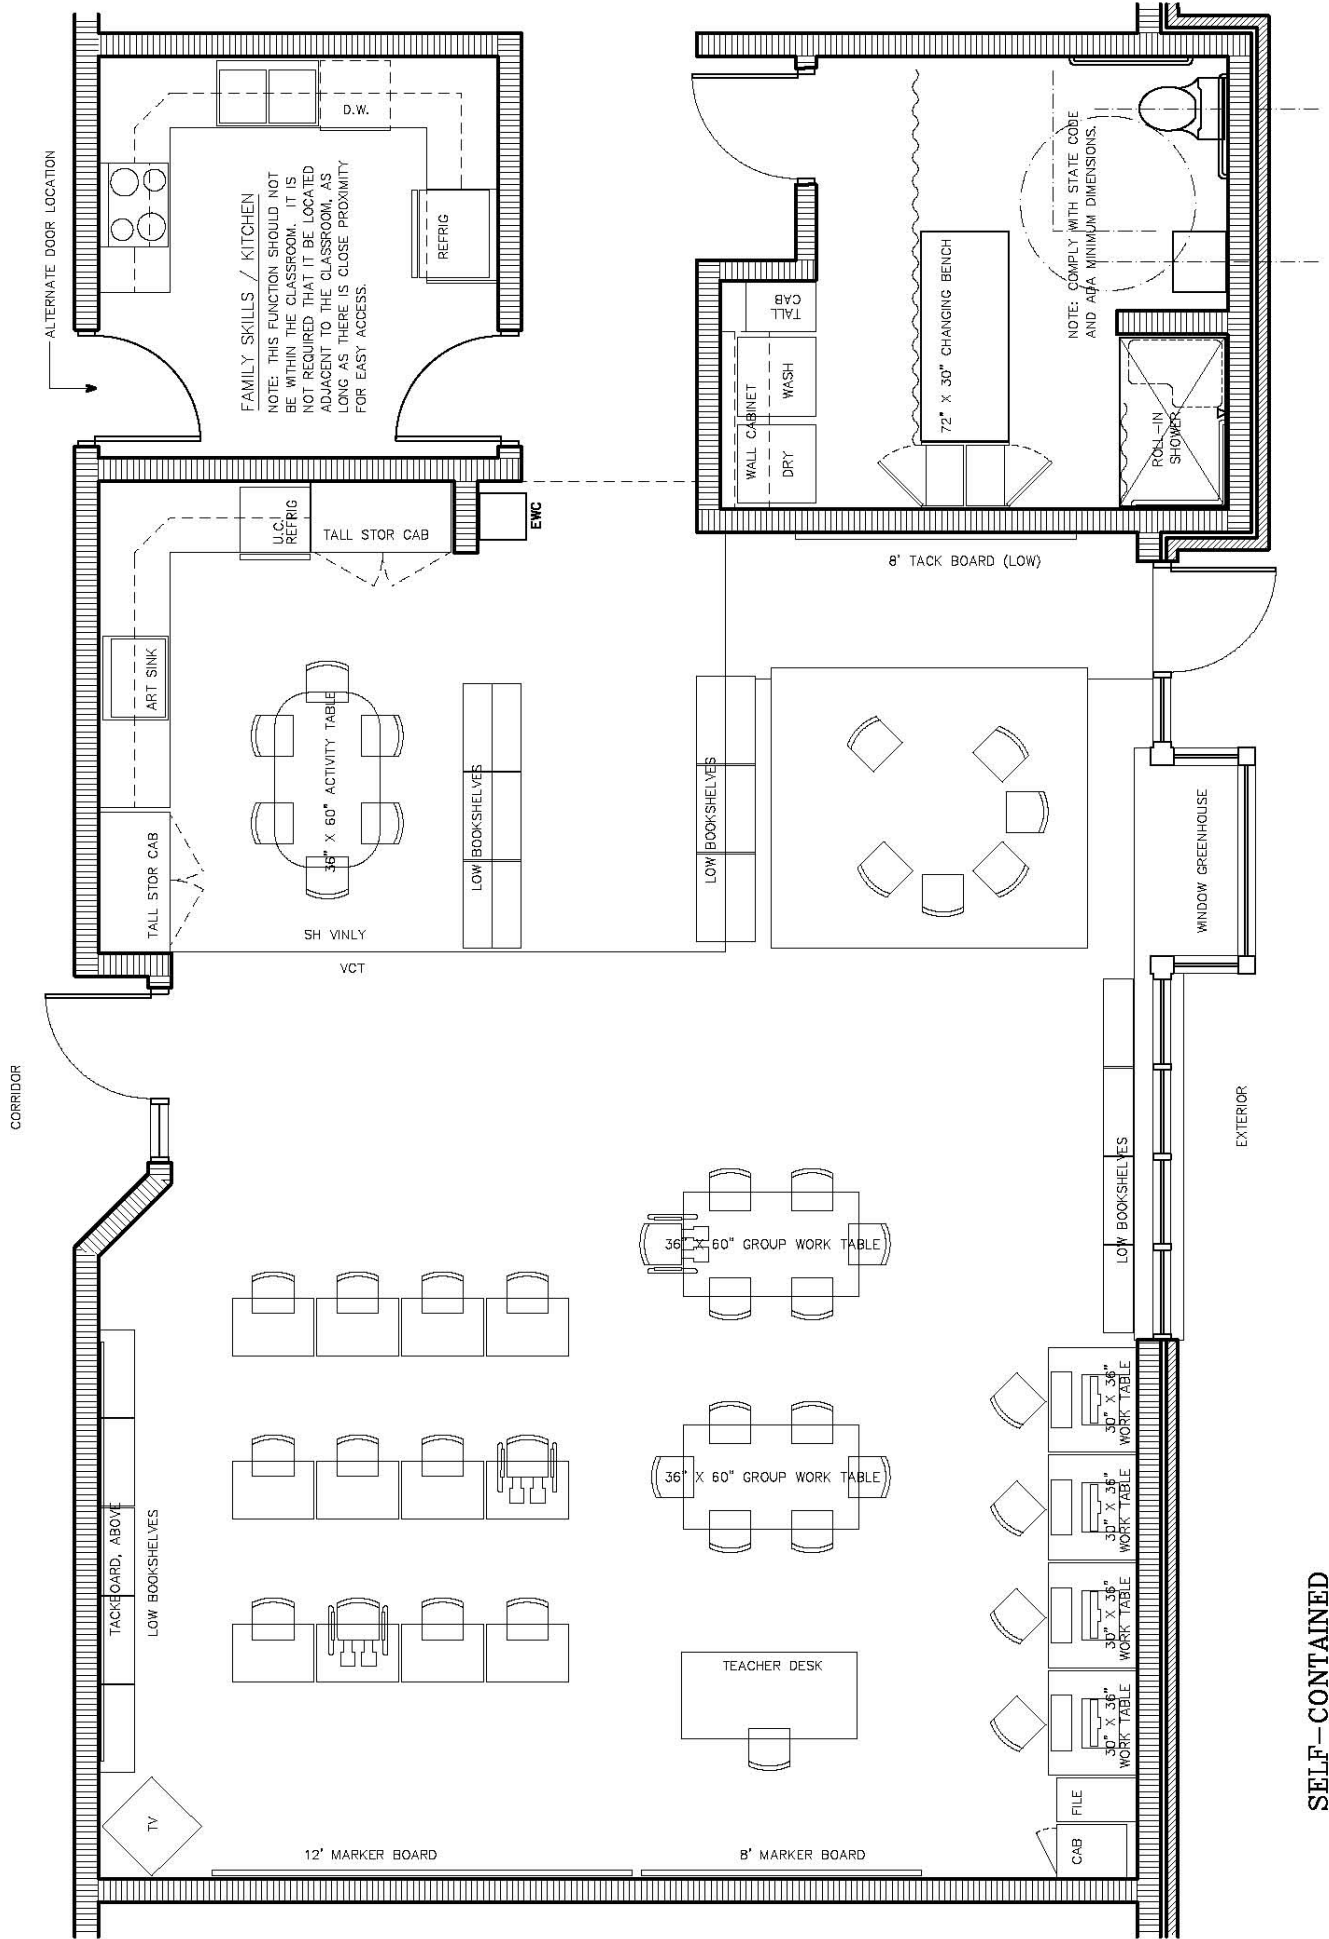 ALTERNATE DOOR LOCATION
D.W.
FAMILY SKILLS / KITCHEN
NOTE: THIS FUNCTION SHOULD NOT
BE WITHIN THE CLASSROOM. IT IS
NOT REQUIRED THAT IT BE LOCATED
ADJACENT TO THE CLASSROOM, AS
LONG AS THERE IS CLOSE PROXIMITY
FOR EASY ACCESS.
REFRIG
NOTE: COMPLY WITH STATE CODE
AND ADA MINIMUM DIMENSIONS.
TALL
CAB
WALL CABINET
WASH
DRY
72" X 30" CHANGING BENCH
ROLL-IN
SHOWER
U.C.
REFRIG
TALL STOR CAB
EWC
8' TACK BOARD (LOW)
ART SINK
36" X 60" ACTIVITY TABLE
LOW BOOKSHELVES
LOW BOOKSHELVES
WINDOW GREENHOUSE
TALL STOR CAB
SH VINLY
VCT
CORRIDOR
EXTERIOR
LOW BOOKSHELVES
36" X 60" GROUP WORK TABLE
36" X 60" GROUP WORK TABLE
30" X 36"
WORK TABLE
30" X 36"
WORK TABLE
30" X 36"
WORK TABLE
30" X 36"
WORK TABLE
TACKBOARD, ABOVE
LOW BOOKSHELVES
TEACHER DESK
TV
FILE
CAB
12' MARKER BOARD
8' MARKER BOARD
SELF-CONTAINED